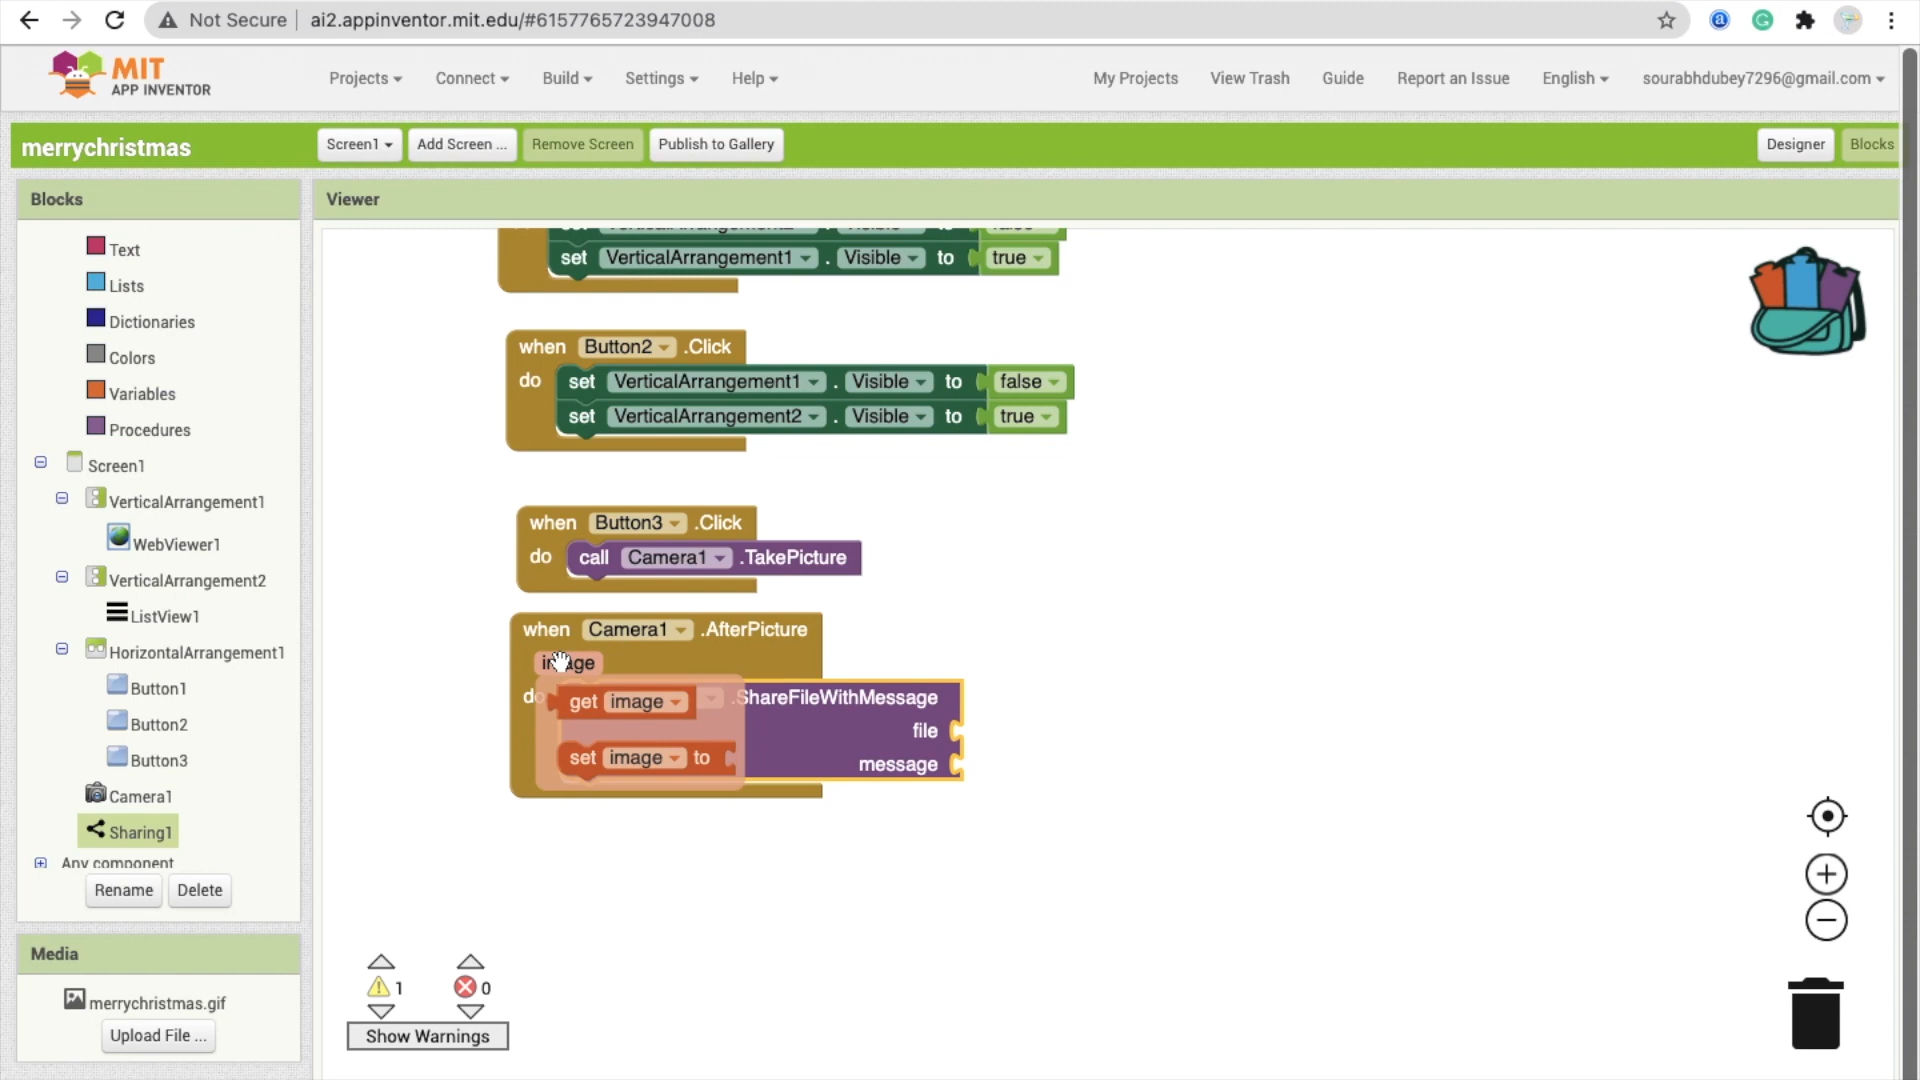 Not Secure ai2.appinventor.mit.edu/#6157765723947008
MIT
APP INVENTOR
Projects Connect Build Settings Help My Projects View Trash Guide Report an Issue English sourabhdubey7296@gmail.com
merrychristmas Screen1 Add Screen ... Remove Screen Publish to Gallery Designer Blocks
Blocks
Viewer
Text
Lists
Dictionaries
Colors
Variables
Procedures
Screen1
VerticalArrangement1
WebViewer1
VerticalArrangement2
ListView1
HorizontalArrangement1
Button1
Button2
Button3
Camera1
Sharing1
Any component
Rename Delete
Media
merrychristmas.gif
Upload File ...
set VerticalArrangement1 . Visible to true
when Button2 .Click
do set VerticalArrangement1 . Visible to false
set VerticalArrangement2 . Visible to true
when Button3 .Click
do call Camera1 .TakePicture
when Camera1 .AfterPicture
image
do .ShareFileWithMessage
get image
file
set image to
message
1 0
Show Warnings